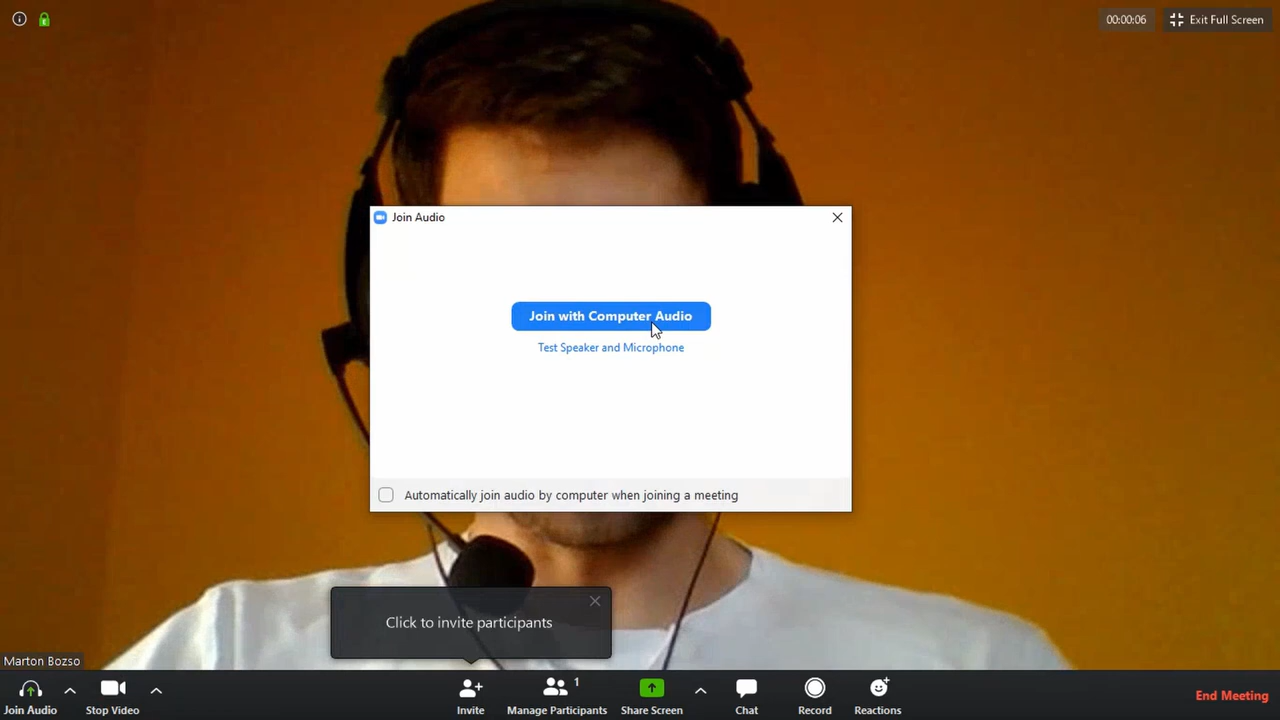 00:00:06
Exit Full Screen
Join Audio
Join with Computer Audio
Test Speaker and Microphone
Automatically join audio by computer when joining a meeting
Click to invite participants
Marton Bozso
Join Audio
Stop Video
Invite
1
Manage Participants
Share Screen
Chat
Record
Reactions
End Meeting